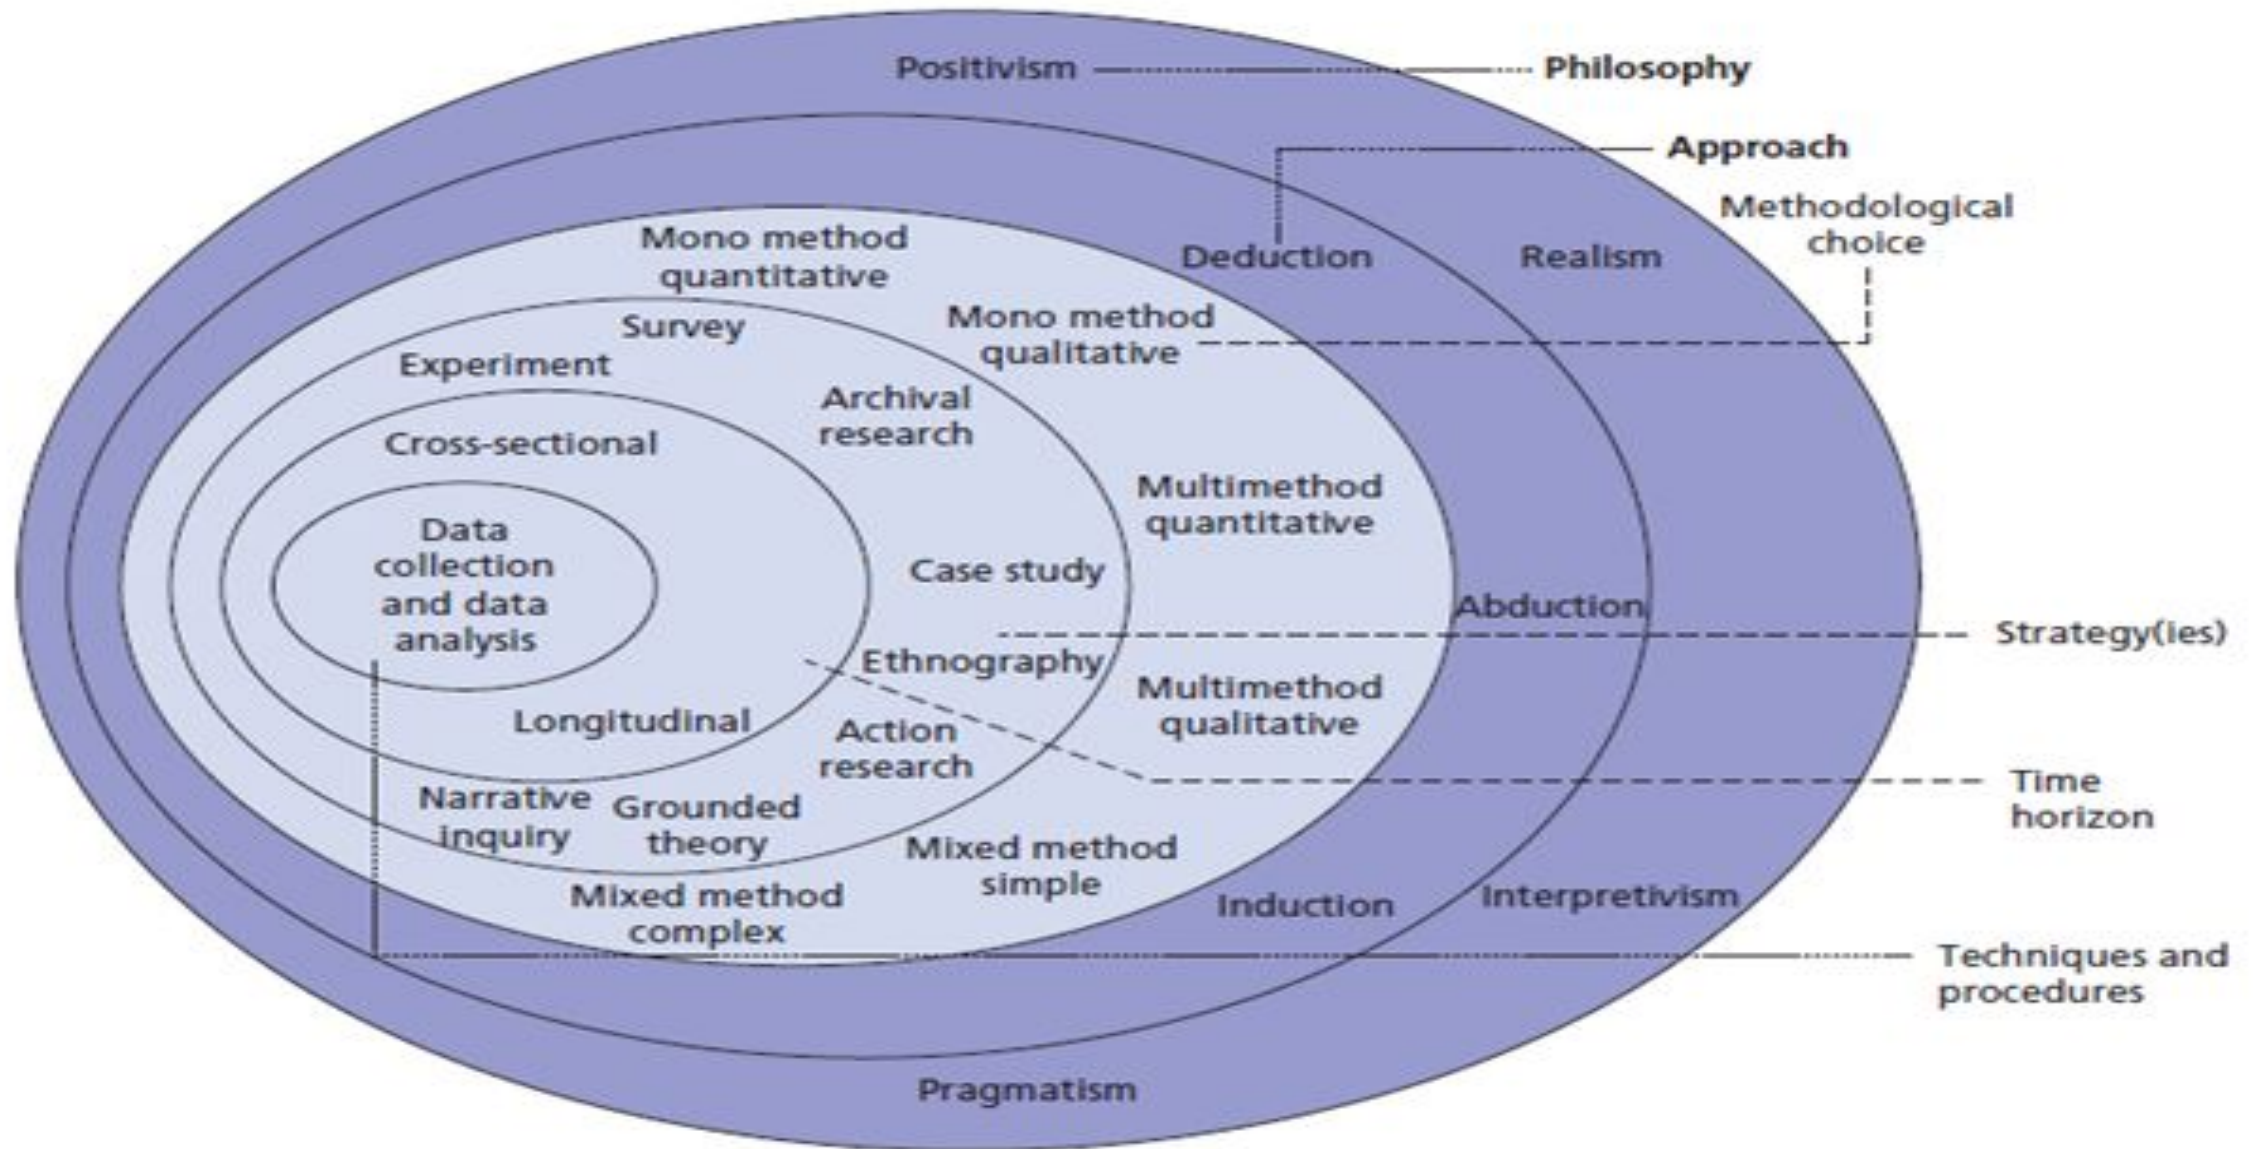 Positivism
Philosophy
Approach
Methodological
choice
Mono method
quantitative
Deduction
Realism
Survey
Mono method
qualitative
Experiment
Archival
research
Cross-sectional
Multimethod
quantitative
Data
collection
and data
analysis
Case study
Abduction
Strategy(ies)
Ethnography
Multimethod
qualitative
Longitudinal
Action
research
Time
horizon
Narrative
inquiry
Grounded
theory
Mixed method
simple
Mixed method
complex
Induction
Interpretivism
Techniques and
procedures
Pragmatism